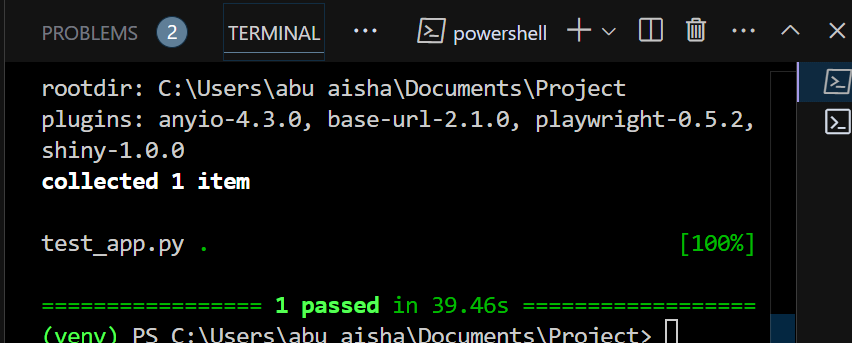 PROBLEMS 2 TERMINAL ··· powershell
rootdir: C:\Users\abu aisha\Documents\Project
plugins: anyio-4.3.0, base-url-2.1.0, playwright-0.5.2,
shiny-1.0.0
collected 1 item
test_app.py . [100%]
================= 1 passed in 39.46s ==================
(venv) PS C:\Users\abu aisha\Documents\Project>